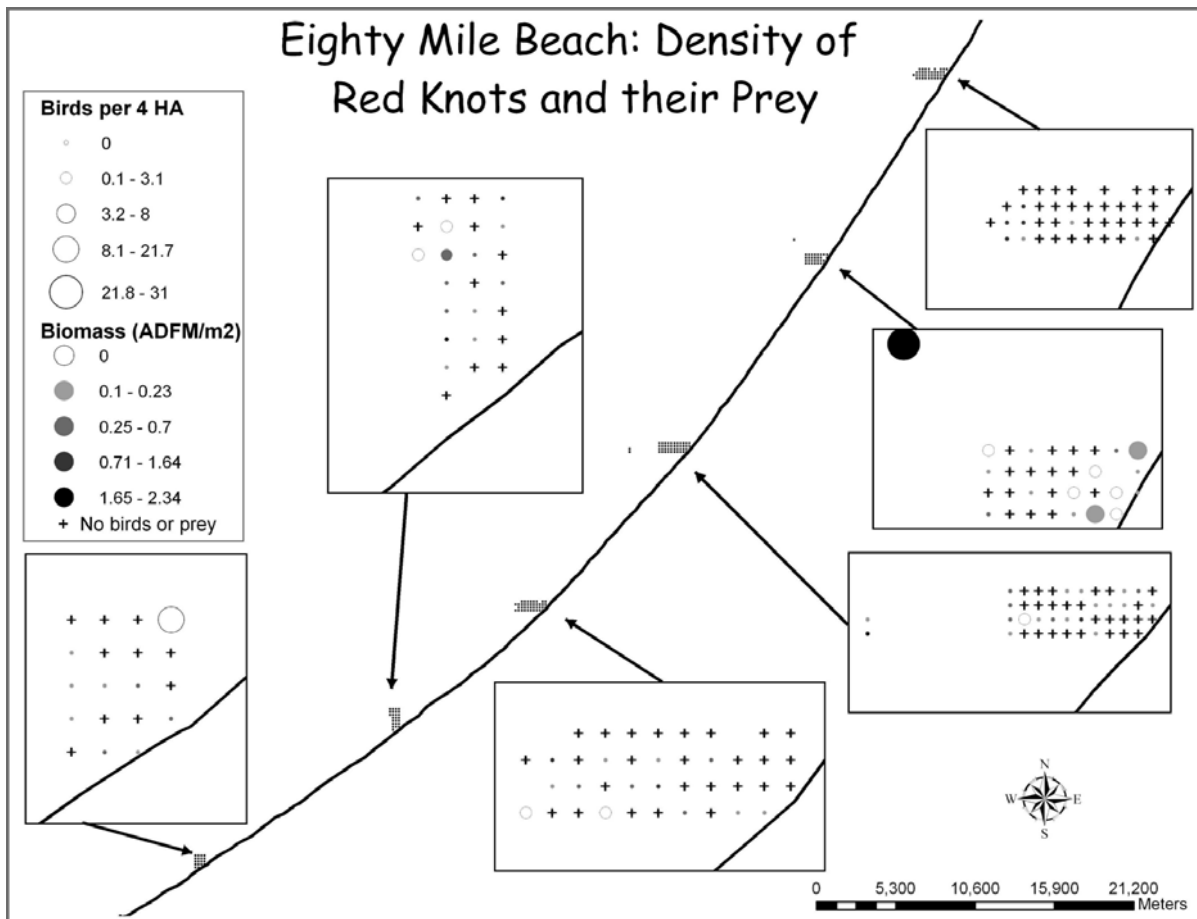 Eighty Mile Beach: Density of
Red Knots and their Prey
Birds per 4 HA
0
0.1 - 3.1
3.2 - 8
8.1 - 21.7
21.8 - 31
Biomass (ADFM/m2)
0
0.1 - 0.23
0.25 - 0.7
0.71 - 1.64
1.65 - 2.34
+ No birds or prey
N
W E
S
0 5,300 10,600 15,900 21,200
Meters